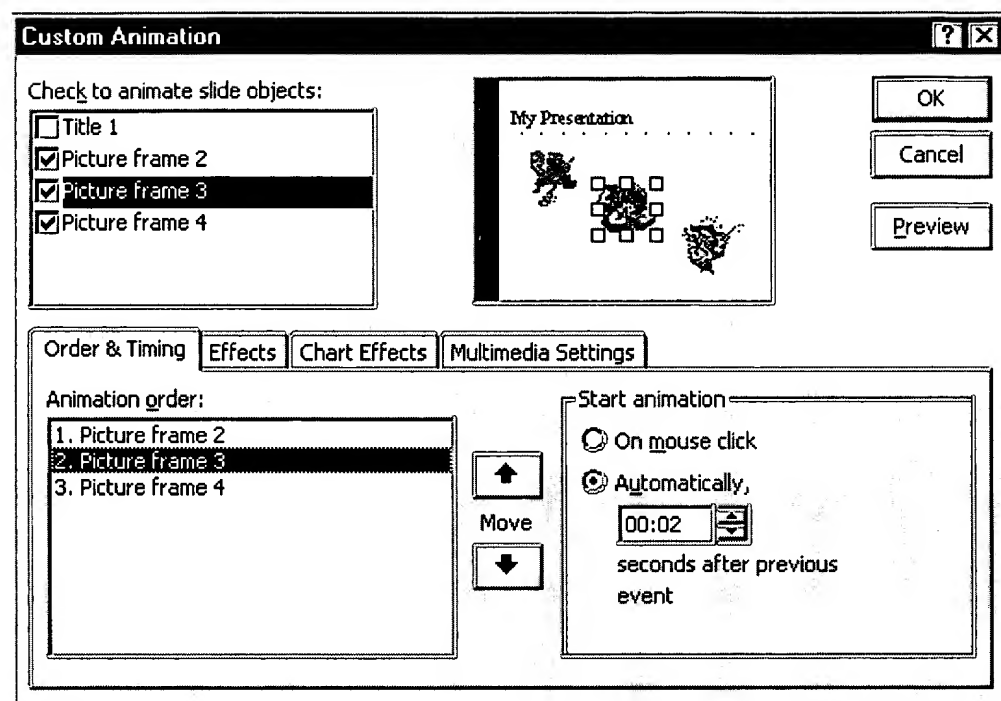 Custom Animation
Check to animate slide objects:
Title 1
Picture frame 2
Picture frame 3
Picture frame 4
My Presentation
OK
Cancel
Preview
Order & Timing
Effects
Chart Effects
Multimedia Settings
Animation order:
1. Picture frame 2
2. Picture frame 3
3. Picture frame 4
Move
Start animation
On mouse click
Automatically,
00:02
seconds after previous
event